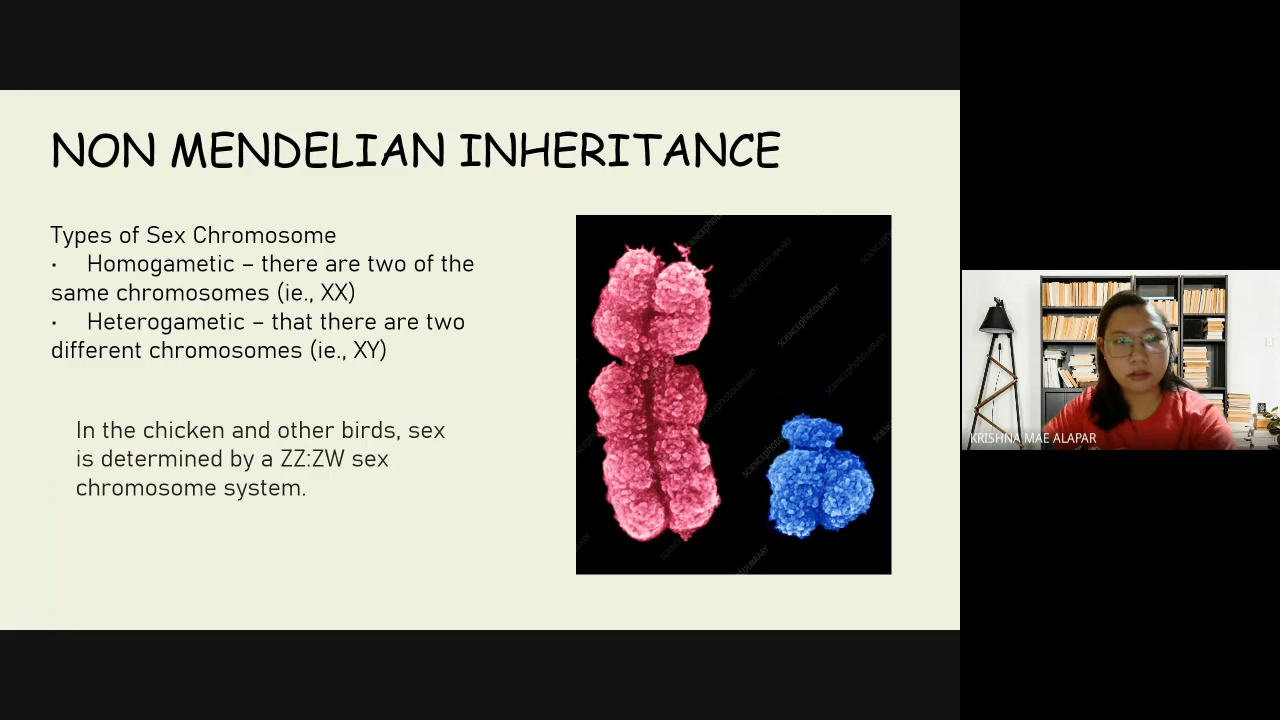 NON MENDELIAN INHERITANCE
Types of Sex Chromosome
· Homogametic – there are two of the
same chromosomes (ie., XX)
· Heterogametic – that there are two
different chromosomes (ie., XY)
In the chicken and other birds, sex
is determined by a ZZ:ZW sex
chromosome system.
SCIENCEphotoLIBRARY
KRISHNA MAE ALAPAR